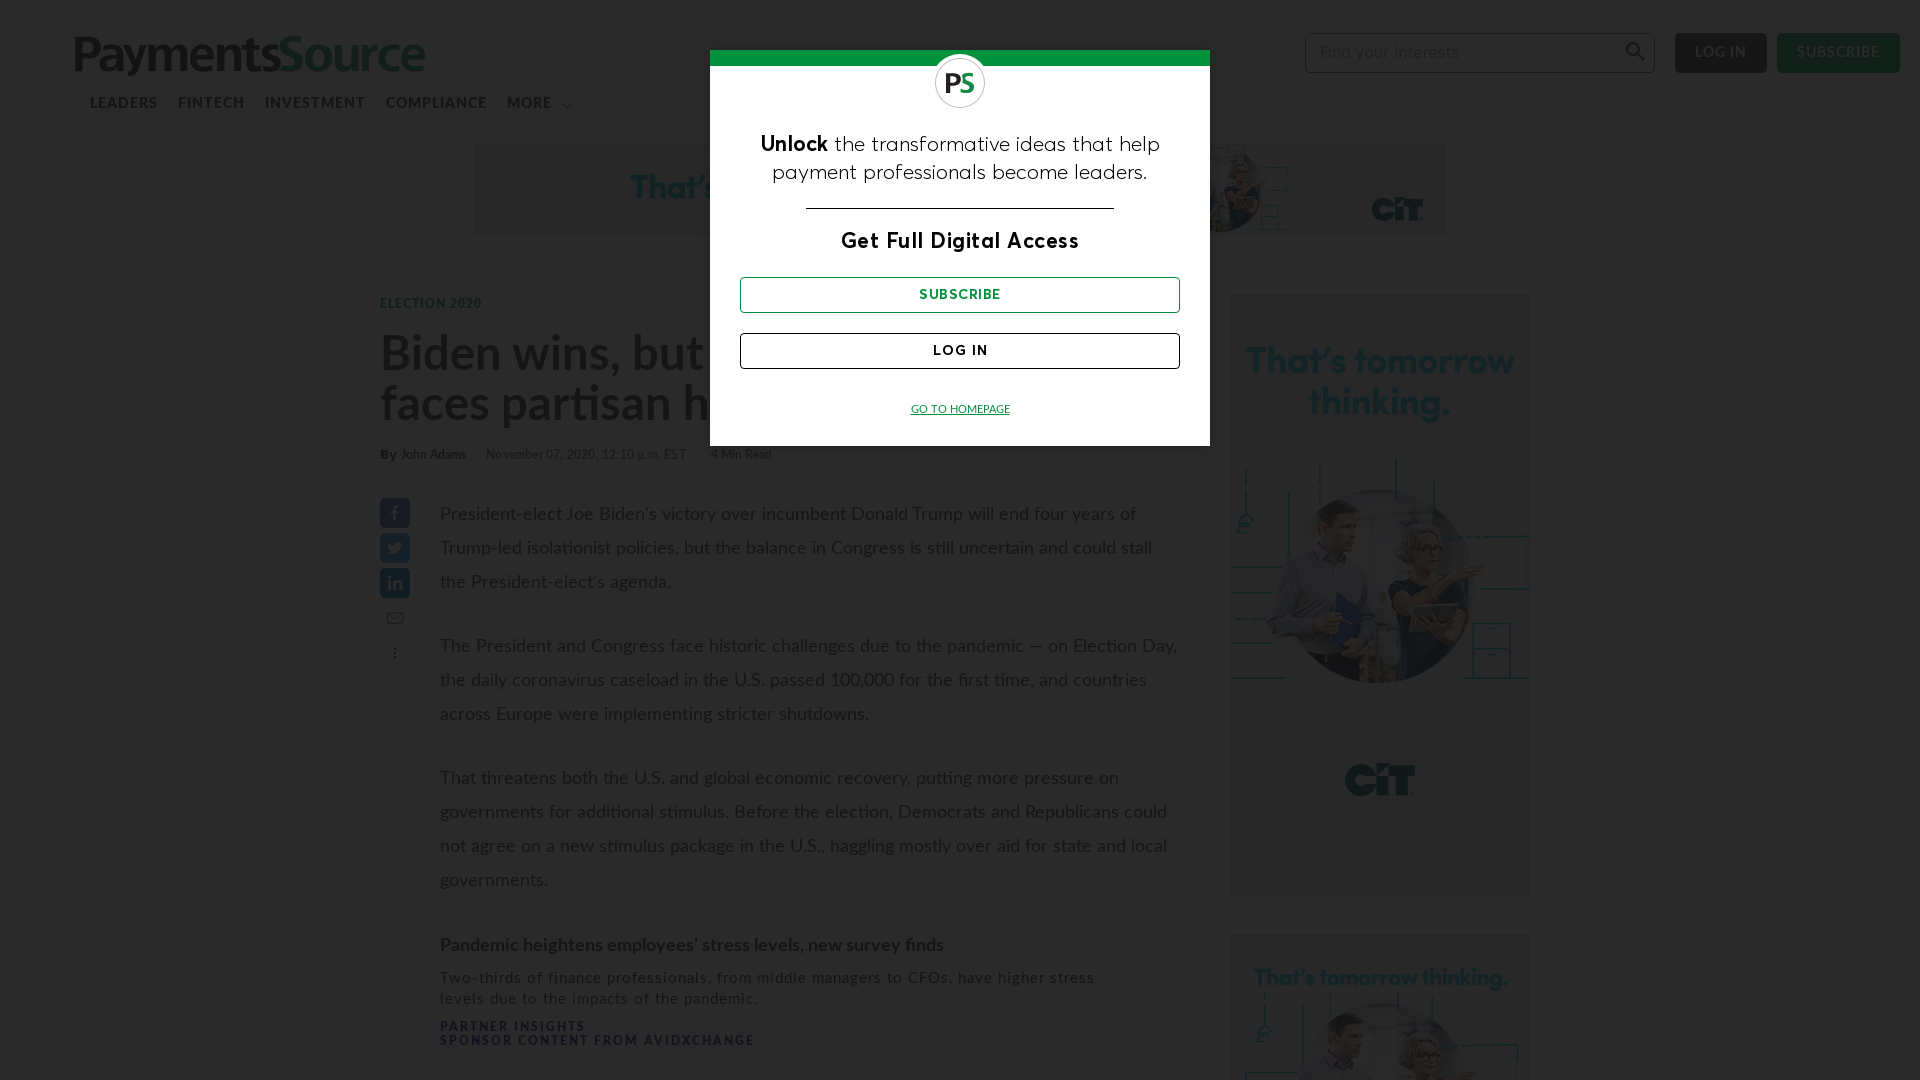 PaymentsSource
Find your interests
LOG IN
SUBSCRIBE
LEADERS
FINTECH
INVESTMENT
COMPLIANCE
MORE
PS
Unlock the transformative ideas that help
payment professionals become leaders.
Get Full Digital Access
SUBSCRIBE
LOG IN
GO TO HOMEPAGE
That's
CIT
ELECTION 2020
Biden wins, but
faces partisan
By John Adams
November 07, 2020, 12:10 p.m. EST
4 Min Read
President-elect Joe Biden's victory over incumbent Donald Trump will end four years of
Trump-led isolationist policies, but the balance in Congress is still uncertain and could stall
the President-elect's agenda.
The President and Congress face historic challenges due to the pandemic — on Election Day,
the daily coronavirus caseload in the U.S. passed 100,000 for the first time, and countries
across Europe were implementing stricter shutdowns.
That threatens both the U.S. and global economic recovery, putting more pressure on
governments for additional stimulus. Before the election, Democrats and Republicans could
not agree on a new stimulus package in the U.S., haggling mostly over aid for state and local
governments.
Pandemic heightens employees' stress levels, new survey finds
Two-thirds of finance professionals, from middle managers to CFOs, have higher stress
levels due to the impacts of the pandemic.
PARTNER INSIGHTS
SPONSOR CONTENT FROM AVIDXCHANGE
That's tomorrow
thinking.
CIT
That's tomorrow thinking.